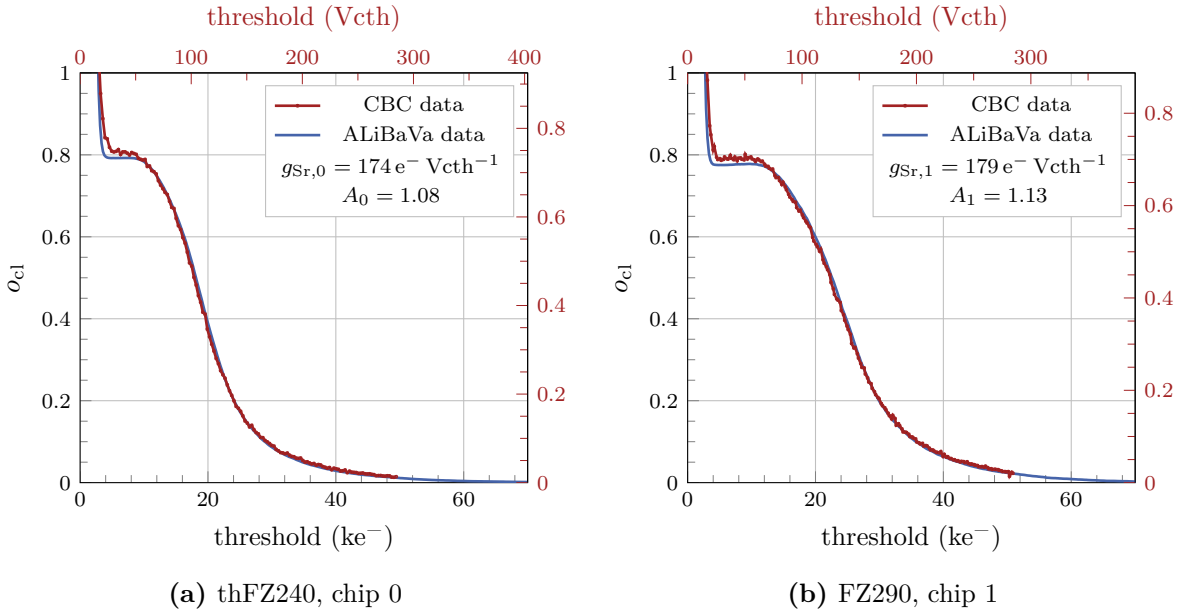 threshold (Vcth)
0 100 200 300 400
1
0.8
0.6
0.4
0.2
0
o_cl
0.8
0.6
0.4
0.2
0
CBC data
ALiBaVa data
g_Sr,0 = 174 e⁻ Vcth⁻¹
A₀ = 1.08
0 20 40 60
threshold (ke⁻)
(a) thFZ240, chip 0
threshold (Vcth)
0 100 200 300
1
0.8
0.6
0.4
0.2
0
o_cl
0.8
0.6
0.4
0.2
0
CBC data
ALiBaVa data
g_Sr,1 = 179 e⁻ Vcth⁻¹
A₁ = 1.13
0 20 40 60
threshold (ke⁻)
(b) FZ290, chip 1